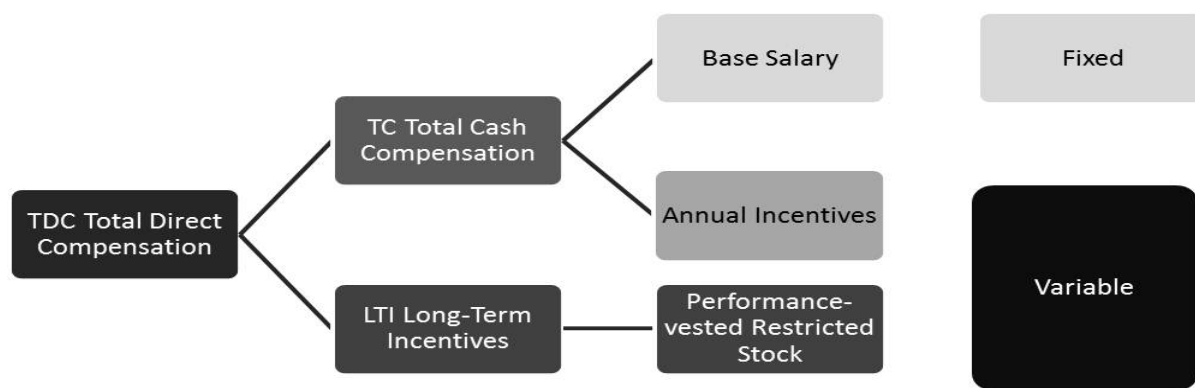 Base Salary
Fixed
TC Total Cash
Compensation
TDC Total Direct
Compensation
Annual Incentives
Variable
LTI Long-Term
Incentives
Performance-
vested Restricted
Stock